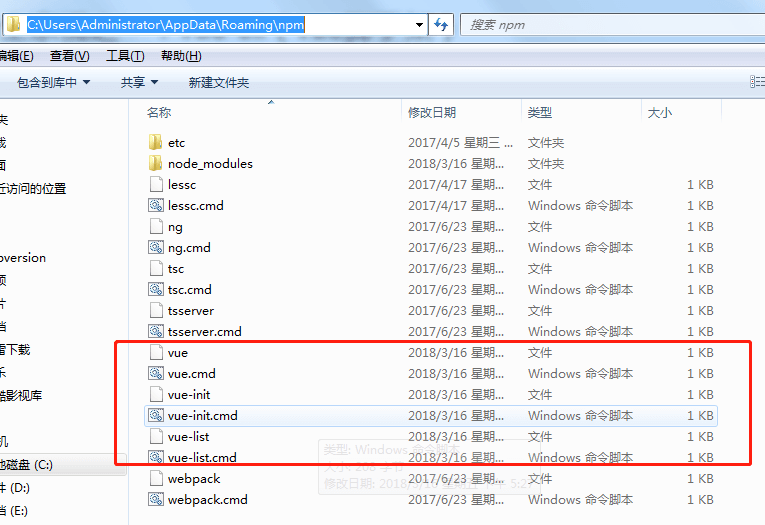 C:\Users\Administrator\AppData\Roaming\npm 搜索 npm
编辑(E) 查看(V) 工具(T) 帮助(H)
包含到库中 共享 新建文件夹
名称 修改日期 类型 大小
etc 2017/4/5 星期三 ... 文件夹
node_modules 2018/3/16 星期... 文件夹
近访问的位置 lessc 2017/4/17 星期... 文件 1 KB
lessc.cmd 2017/4/17 星期... Windows 命令脚本 1 KB
ng 2017/6/23 星期... 文件 1 KB
ng.cmd 2017/6/23 星期... Windows 命令脚本 1 KB
oversion
tsc 2017/6/23 星期... 文件 1 KB
tsc.cmd 2017/6/23 星期... Windows 命令脚本 1 KB
tsserver 2017/6/23 星期... 文件 1 KB
tsserver.cmd 2017/6/23 星期... Windows 命令脚本 1 KB
雷下载 vue 2018/3/16 星期... 文件 1 KB
vue.cmd 2018/3/16 星期... Windows 命令脚本 1 KB
酷影视库 vue-init 2018/3/16 星期... 文件 1 KB
vue-init.cmd 2018/3/16 星期... Windows 命令脚本 1 KB
vue-list 2018/3/16 星期... 文件 1 KB
类型: Windows 命令脚本
vue-list.cmd 2018/3/16 星期... Windows 命令脚本 1 KB
地磁盘 (C:)
大小: 208 字节
webpack 2017/6/23 星期... 文件 1 KB
件 (D:)
修改日期: 2018/3/16 星期五 下午 5:27
webpack.cmd 2017/6/23 星期... Windows 命令脚本 1 KB
当 (E:)